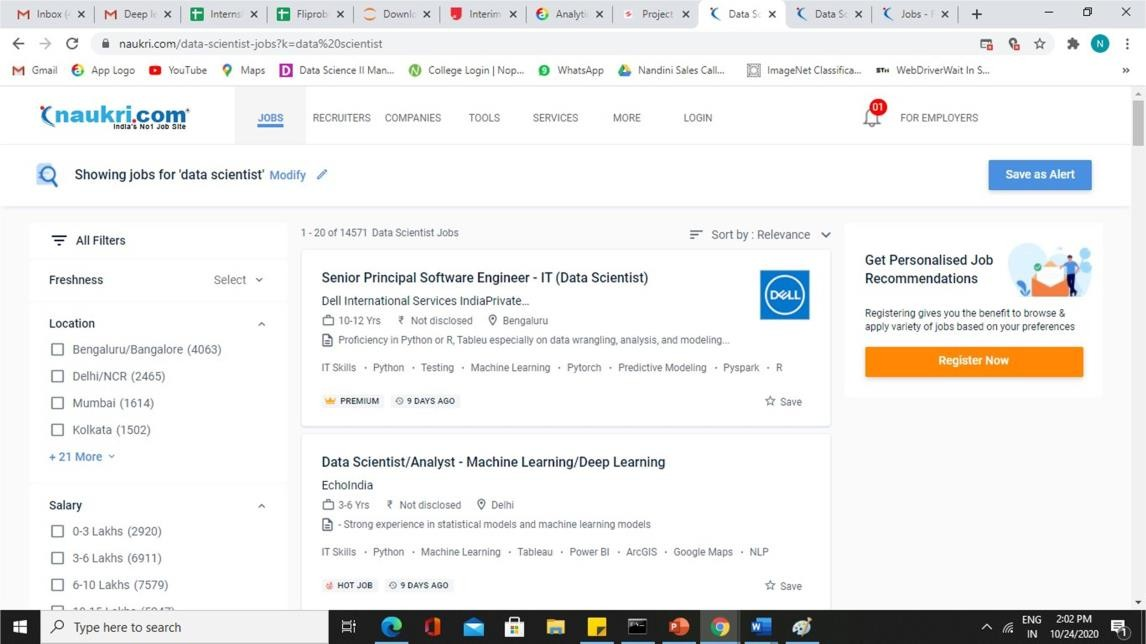 Inbox (
Deep le
Interns
Fliprob
Downlo
Interim
Analyti
Project
Data Sc
Data Sc
Jobs - F
naukri.com/data-scientist-jobs?k=data%20scientist
N
Gmail
App Logo
YouTube
Maps
Data Science II Man...
College Login | Nop...
WhatsApp
Nandini Sales Call...
ImageNet Classifica...
WebDriverWait In S...
»
naukri.com
India's No1 Job Site
JOBS
RECRUITERS
COMPANIES
TOOLS
SERVICES
MORE
LOGIN
01
FOR EMPLOYERS
Showing jobs for 'data scientist' Modify
Save as Alert
All Filters
Freshness
Select
Location
Bengaluru/Bangalore (4063)
Delhi/NCR (2465)
Mumbai (1614)
Kolkata (1502)
+ 21 More
Salary
0-3 Lakhs (2920)
3-6 Lakhs (6911)
6-10 Lakhs (7579)
1 - 20 of 14571 Data Scientist Jobs
Sort by : Relevance
Senior Principal Software Engineer - IT (Data Scientist)
Dell International Services IndiaPrivate...
10-12 Yrs ₹ Not disclosed Bengaluru
Proficiency in Python or R, Tableu especially on data wrangling, analysis, and modeling...
IT Skills · Python · Testing · Machine Learning · Pytorch · Predictive Modeling · Pyspark · R
PREMIUM
9 DAYS AGO
Save
DELL
Data Scientist/Analyst - Machine Learning/Deep Learning
EchoIndia
3-6 Yrs ₹ Not disclosed Delhi
- Strong experience in statistical models and machine learning models
IT Skills · Python · Machine Learning · Tableau · Power BI · ArcGIS · Google Maps · NLP
HOT JOB
9 DAYS AGO
Save
Get Personalised Job
Recommendations
Registering gives you the benefit to browse &
apply variety of jobs based on your preferences
Register Now
Type here to search
ENG
IN
2:02 PM
10/24/2020